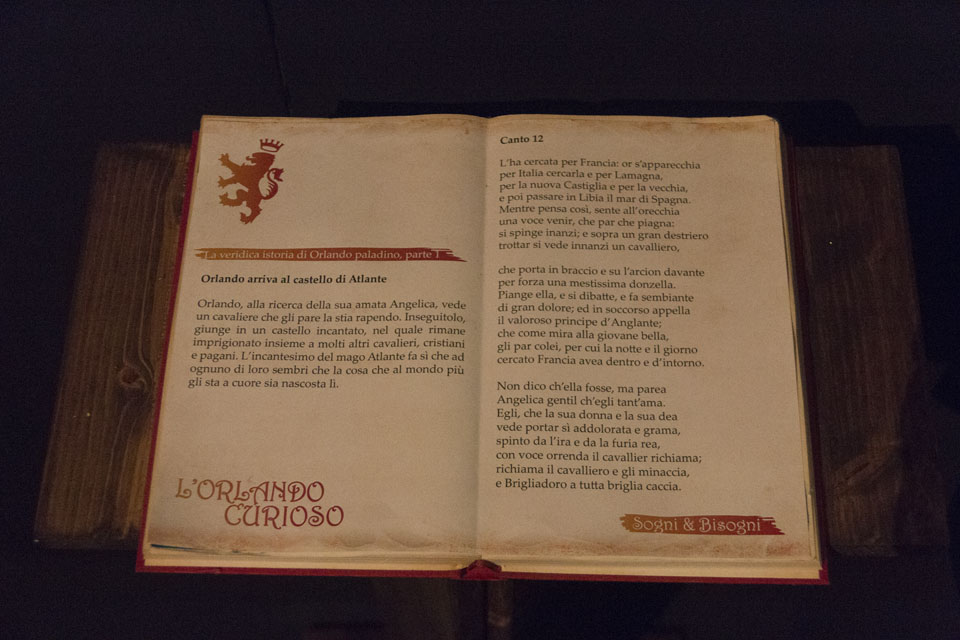 La veridica istoria di Orlando paladino, parte 1
Orlando arriva al castello di Atlante
Orlando, alla ricerca della sua amata Angelica, vede
un cavaliere che gli pare la stia rapendo. Inseguitolo,
giunge in un castello incantato, nel quale rimane
imprigionato insieme a molti altri cavalieri, cristiani
e pagani. L'incantesimo del mago Atlante fa sì che ad
ognuno di loro sembri che la cosa che al mondo più
gli sta a cuore sia nascosta lì.
L'ORLANDO
CURIOSO
Canto 12
L'ha cercata per Francia: or s'apparecchia
per Italia cercarla e per Lamagna,
per la nuova Castiglia e per la vecchia,
e poi passare in Libia il mar di Spagna.
Mentre pensa così, sente all'orecchia
una voce venir, che par che piagna:
si spinge inanzi; e sopra un gran destriero
trottar si vede innanzi un cavaliero,
che porta in braccio e su l'arcion davante
per forza una mestissima donzella.
Piange ella, e si dibatte, e fa sembiante
di gran dolore; ed in soccorso appella
il valoroso principe d'Anglante;
che come mira alla giovane bella,
gli par colei, per cui la notte e il giorno
cercato Francia avea dentro e d'intorno.
Non dico ch'ella fosse, ma parea
Angelica gentil ch'egli tant'ama.
Egli, che la sua donna e la sua dea
vede portar sì addolorata e grama,
spinto da l'ira e da la furia rea,
con voce orrenda il cavallier richiama;
richiama il cavalliero e gli minaccia,
e Brigliadoro a tutta briglia caccia.
Sogni & Bisogni